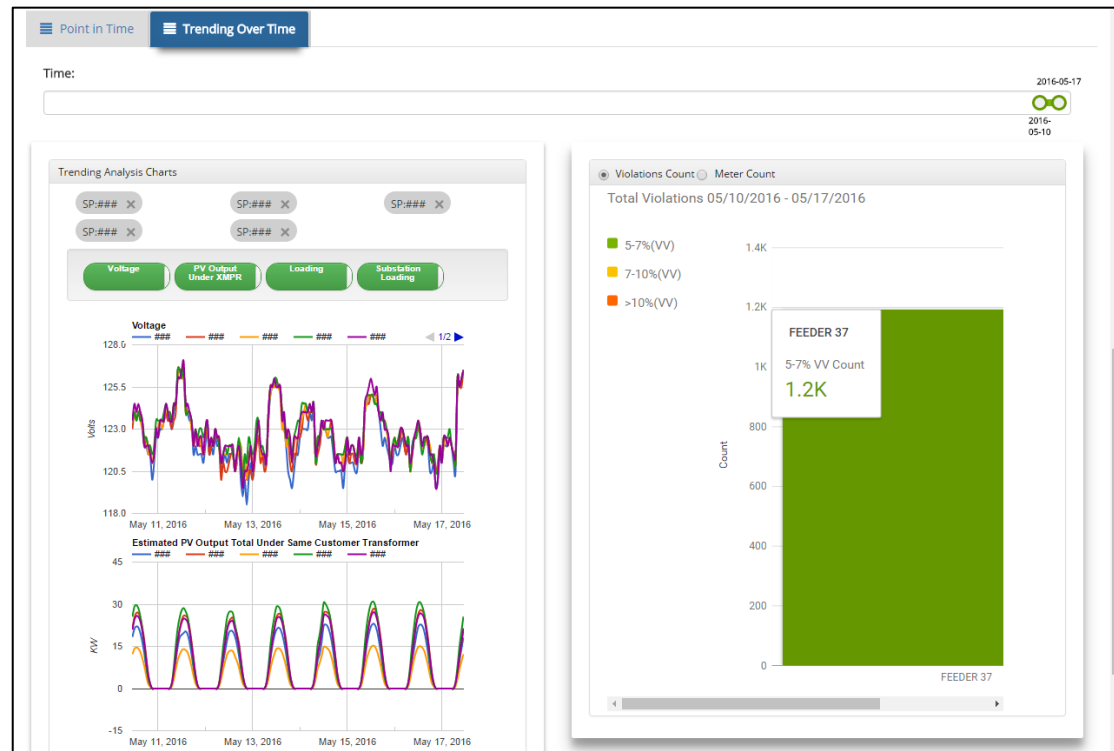 Point in Time
Trending Over Time
Time:
2016-05-17
2016-
05-10
Trending Analysis Charts
SP:###
SP:###
SP:###
SP:###
SP:###
Voltage
PV Output
Under XMPR
Loading
Substation
Loading
Voltage
### ### ### ### ### 1/2
128.6
125.5
123.0
120.5
118.0
Volts
May 11, 2016 May 13, 2016 May 15, 2016 May 17, 2016
Estimated PV Output Total Under Same Customer Transformer
### ### ### ### ###
45
30
15
0
-15
KW
May 11, 2016 May 13, 2016 May 15, 2016 May 17, 2016
Violations Count Meter Count
Total Violations 05/10/2016 - 05/17/2016
5-7%(VV)
7-10%(VV)
>10%(VV)
1.4K
1.2K
1K
800
600
400
200
0
Count
FEEDER 37
5-7% VV Count
1.2K
FEEDER 37